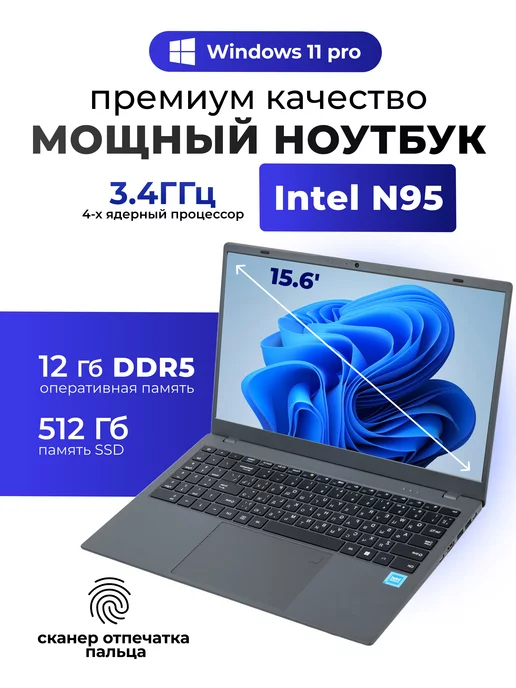 Windows 11 pro
премиум качество
МОЩНЫЙ НОУТБУК
3.4ГГц
4-х ядерный процессор
Intel N95
15.6'
12 Гб DDR5
оперативная память
512 Гб
память SSD
сканер отпечатка
пальца